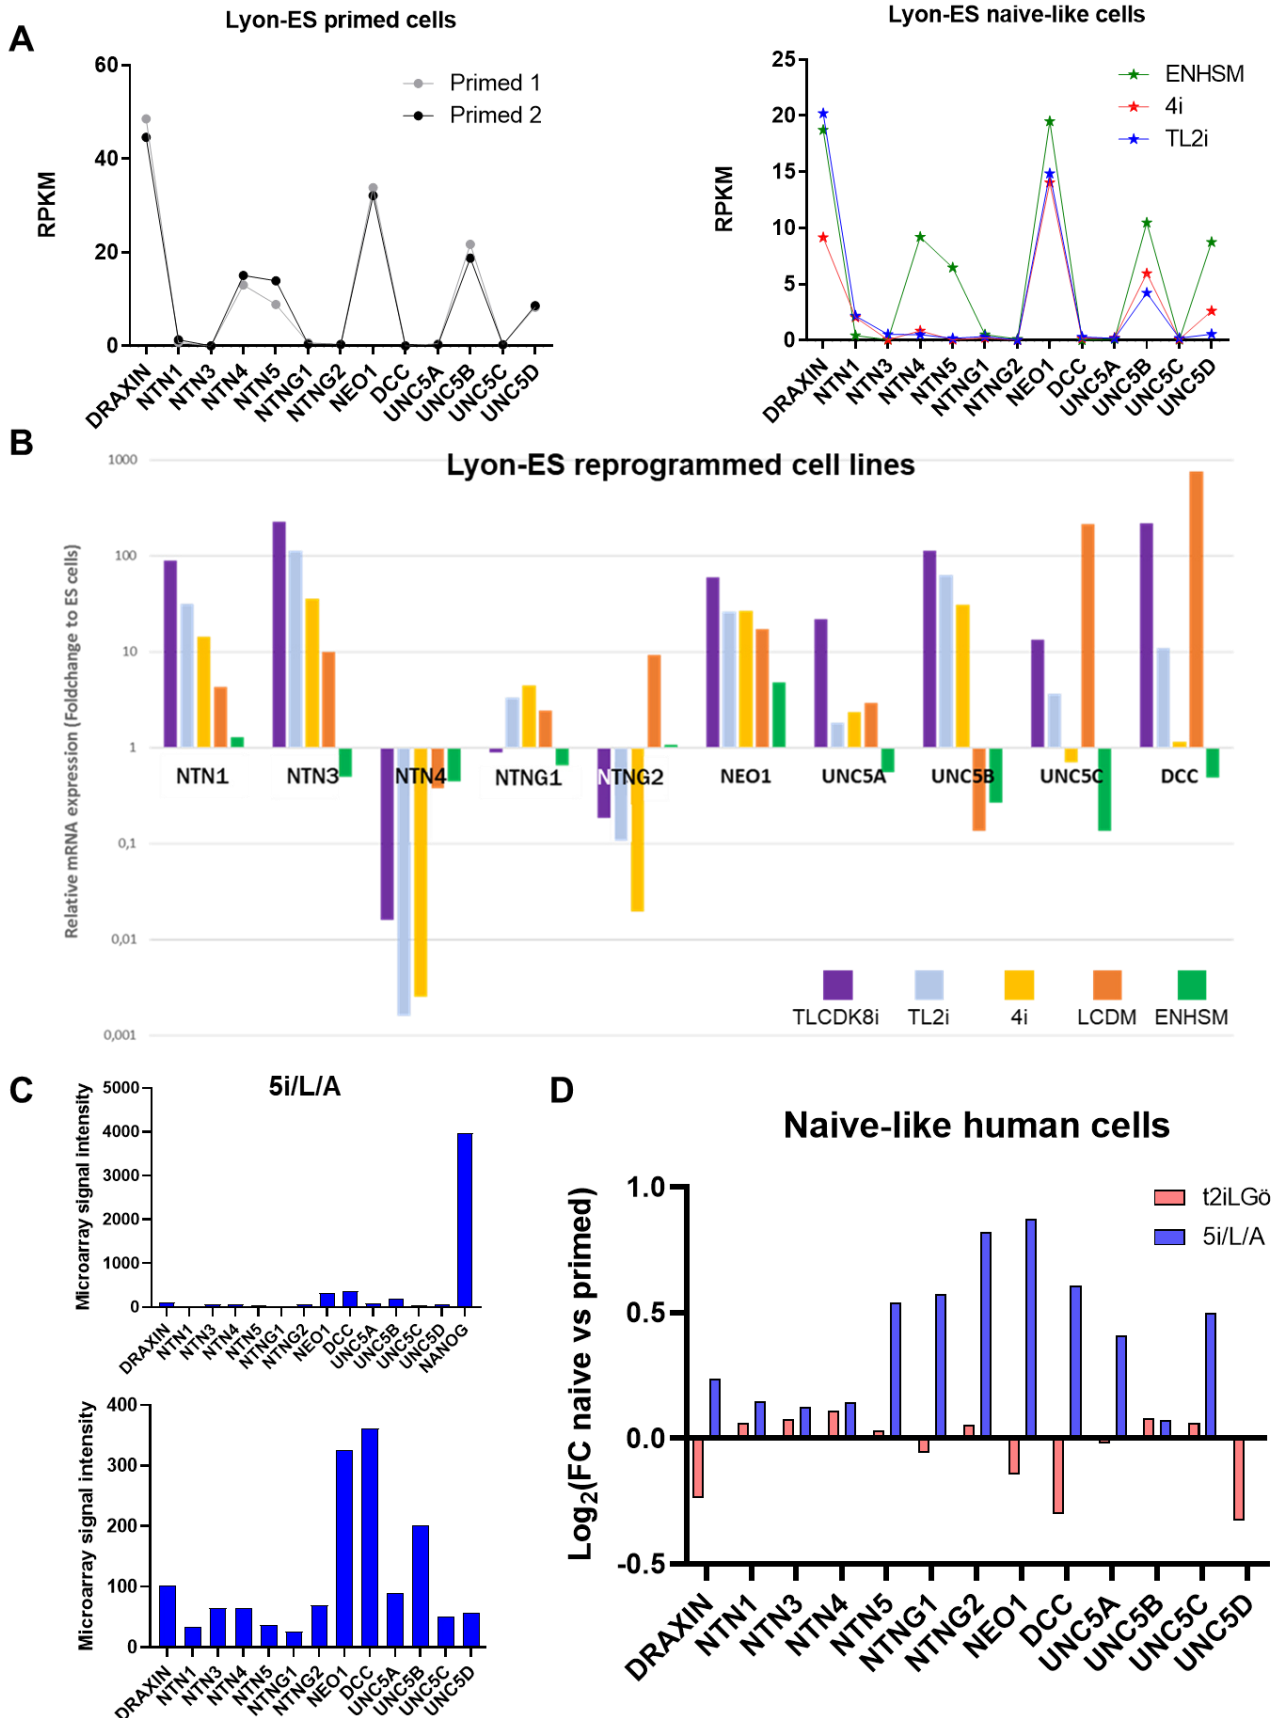 A
Lyon-ES primed cells
RPKM
60
40
20
0
Primed 1
Primed 2
DRAXIN
NTN1
NTN3
NTN4
NTN5
NTNG1
NTNG2
NEO1
DCC
UNC5A
UNC5B
UNC5C
UNC5D
Lyon-ES naive-like cells
RPKM
25
20
15
10
5
0
ENHSM
4i
TL2i
DRAXIN
NTN1
NTN3
NTN4
NTN5
NTNG1
NTNG2
NEO1
DCC
UNC5A
UNC5B
UNC5C
UNC5D
B
Lyon-ES reprogrammed cell lines
Relative mRNA expression (Foldchange to ES cells)
1000
100
10
1
0,1
0,01
0,001
NTN1
NTN3
NTN4
NTNG1
NTNG2
NEO1
UNC5A
UNC5B
UNC5C
DCC
TLCDK8i
TL2i
4i
LCDM
ENHSM
C
5i/L/A
Microarray signal intensity
5000
4000
3000
2000
1000
0
DRAXIN
NTN1
NTN3
NTN4
NTN5
NTNG1
NTNG2
NEO1
DCC
UNC5A
UNC5B
UNC5C
UNC5D
NANOG
Microarray signal intensity
400
300
200
100
0
DRAXIN
NTN1
NTN3
NTN4
NTN5
NTNG1
NTNG2
NEO1
DCC
UNC5A
UNC5B
UNC5C
UNC5D
D
Naive-like human cells
Log₂(FC naive vs primed)
1.0
0.5
0.0
-0.5
t2iLGö
5i/L/A
DRAXIN
NTN1
NTN3
NTN4
NTN5
NTNG1
NTNG2
NEO1
DCC
UNC5A
UNC5B
UNC5C
UNC5D